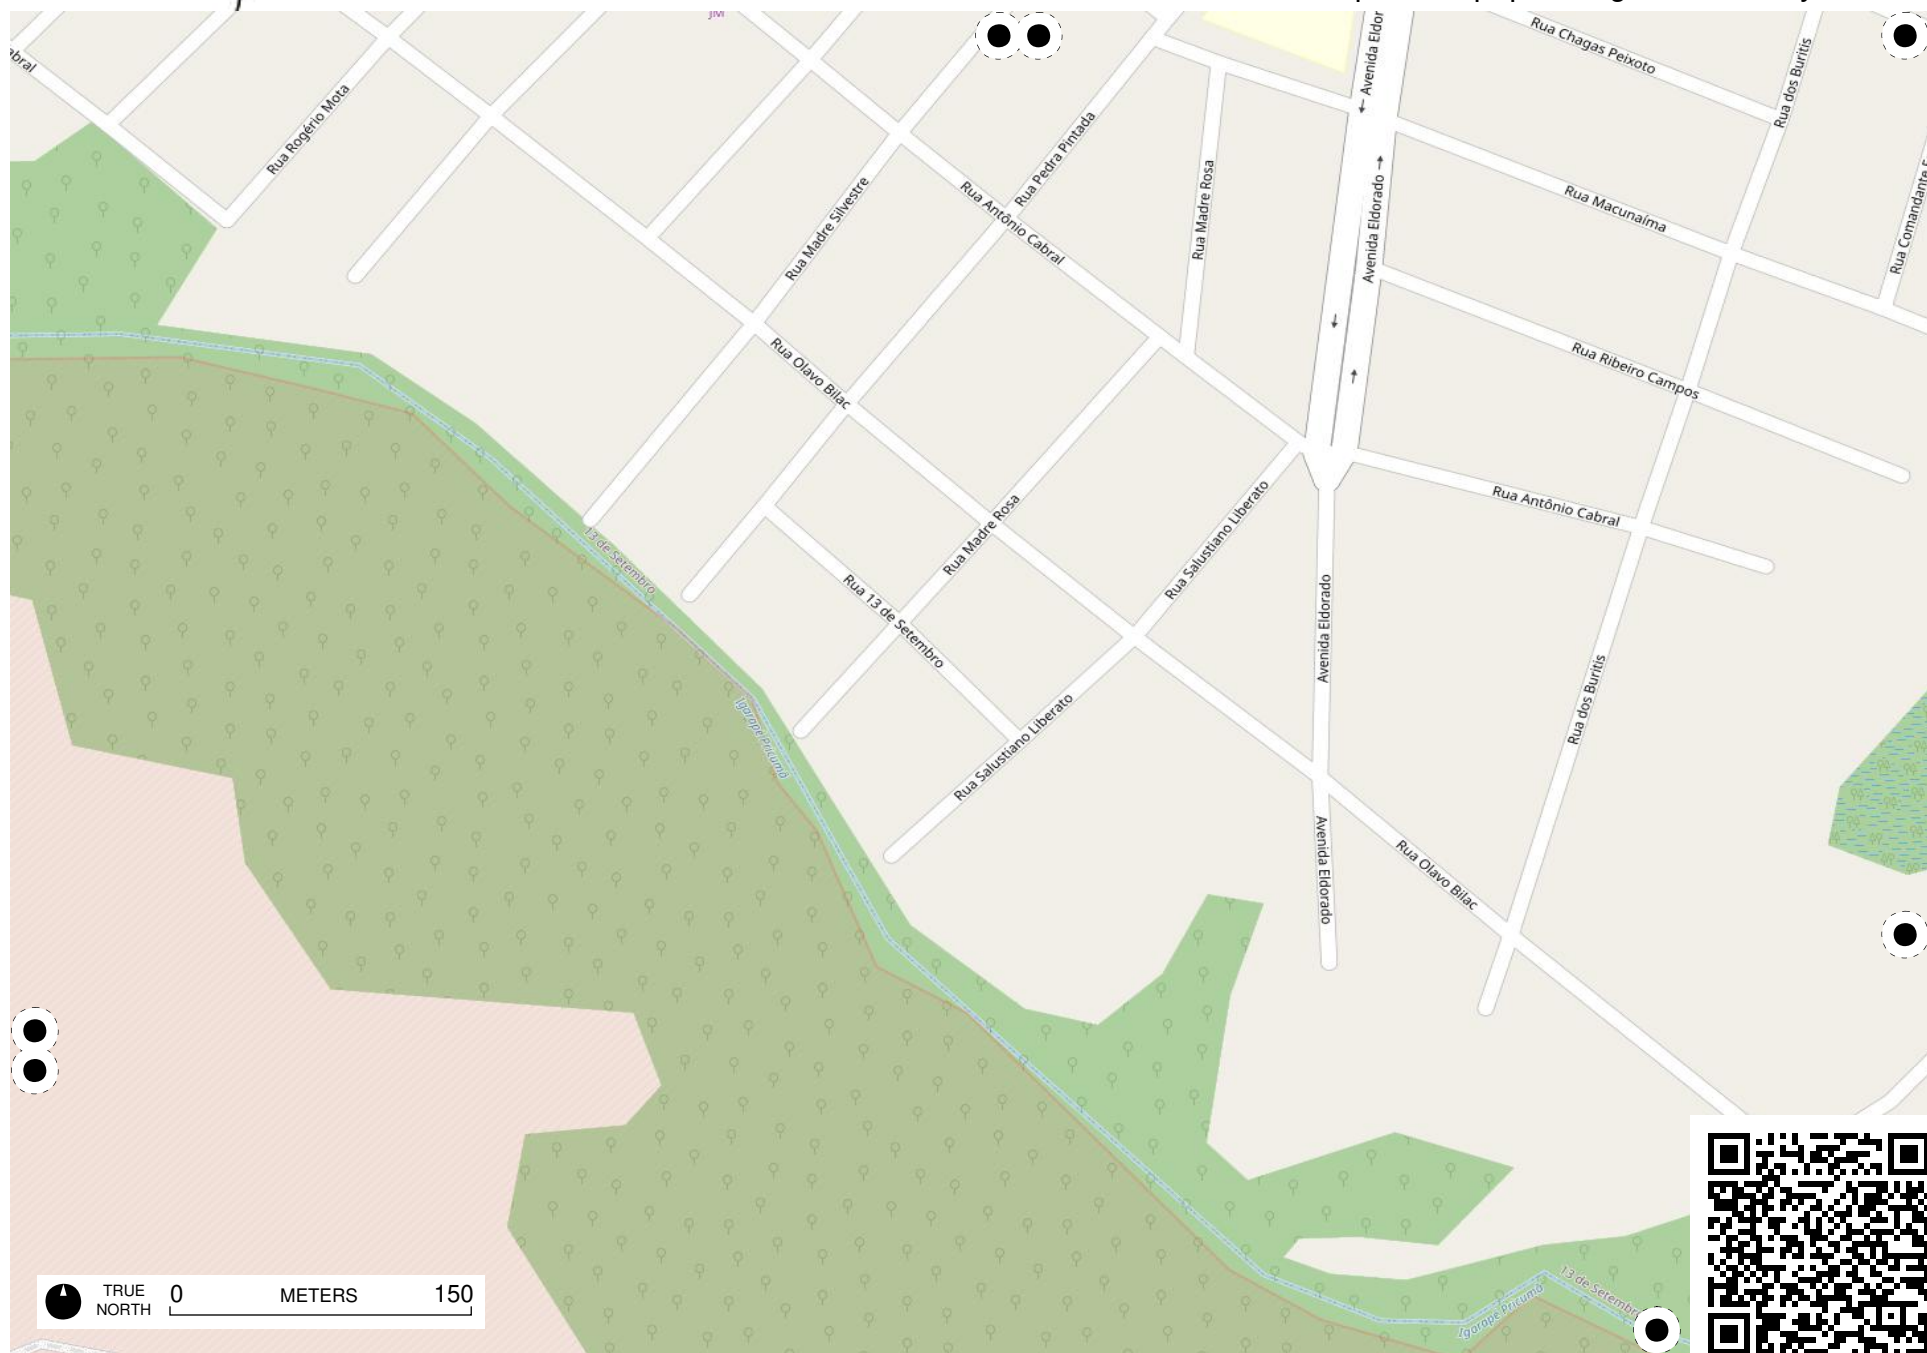 JM
Avenida Eldor
Rua Chagas Peixoto
Rua dos Buritis
abral
Rua Rogério Mota
Rua Pedra Pintada
Rua Madre Silvestre
Rua Antônio Cabral
Rua Madre Rosa
Avenida Eldorado
Rua Macunaíma
Rua Comandante F
Rua Olavo Bilac
Rua Ribeiro Campos
Rua Antônio Cabral
Rua Madre Rosa
Rua Salustiano Liberato
13 de Setembro
Rua 13 de Setembro
Avenida Eldorado
Rua dos Buritis
Igarapé Pricumã
Rua Salustiano Liberato
Avenida Eldorado
Rua Olavo Bilac
13 de Setembro
Igarapé Pricumã
TRUE NORTH
0 METERS 150